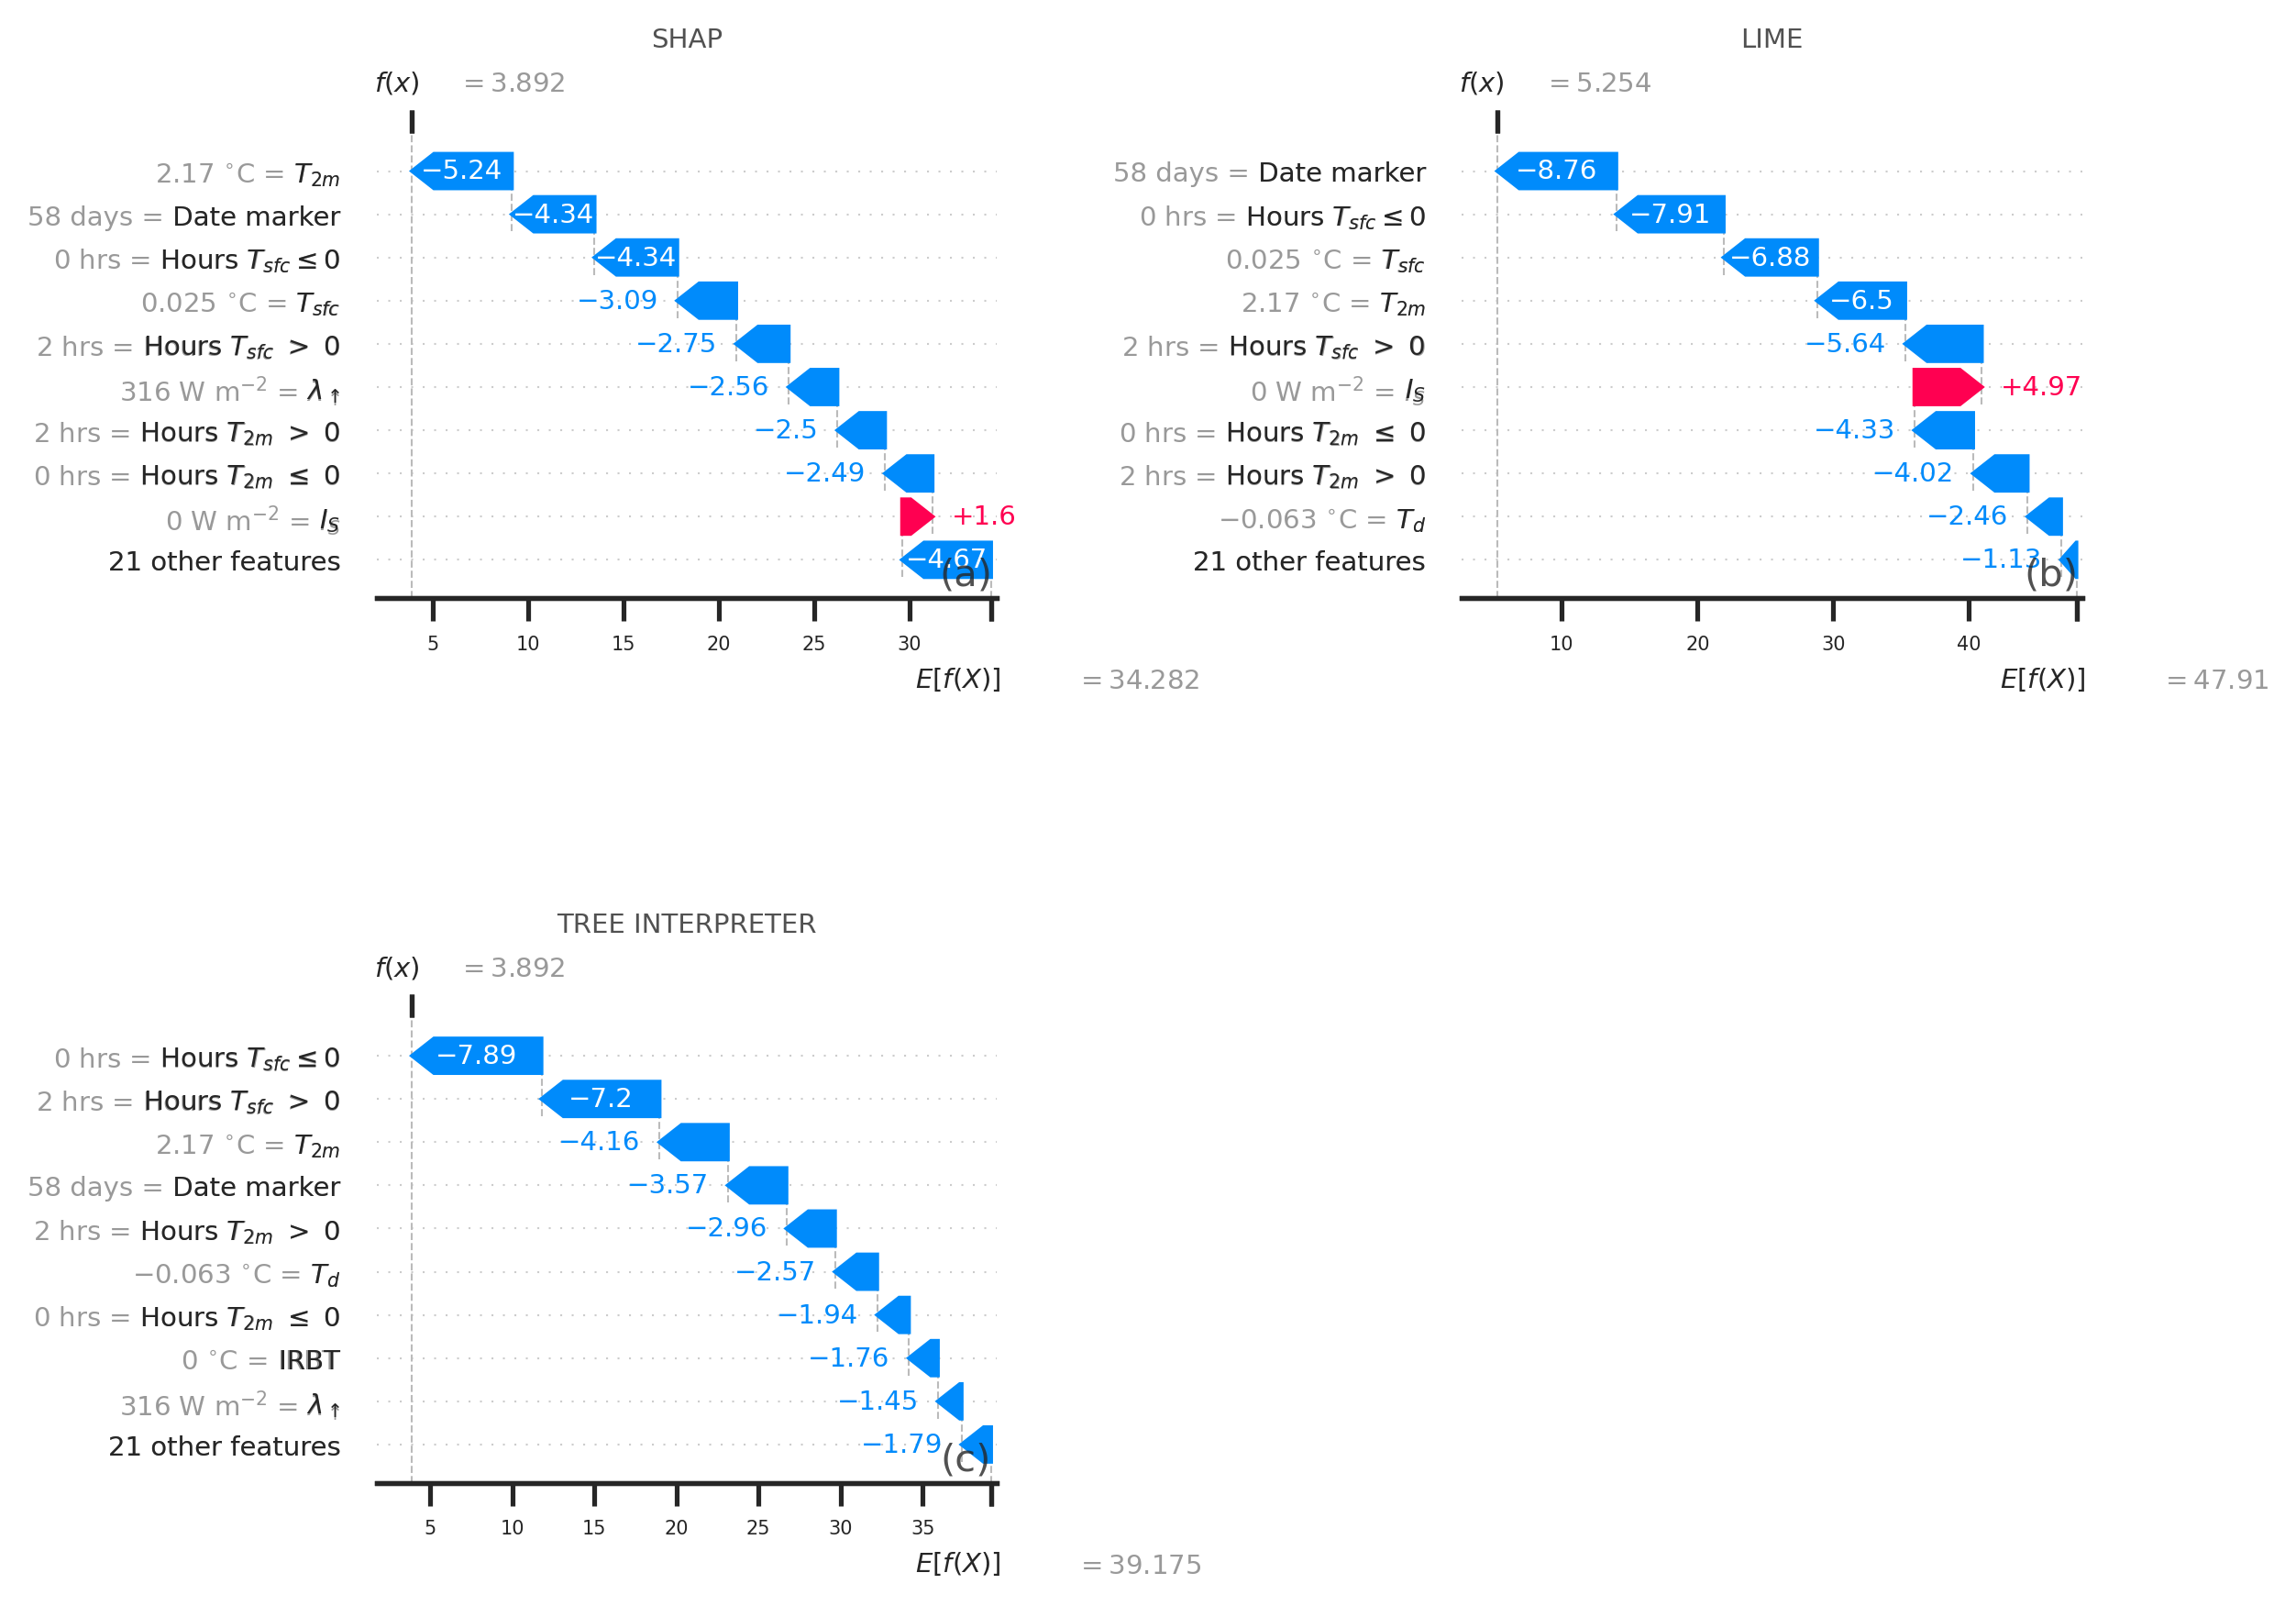 SHAP
f(x) = 3.892
2.17 °C = T2m −5.24
58 days = Date marker −4.34
0 hrs = Hours Tsfc ≤ 0 −4.34
0.025 °C = Tsfc −3.09
2 hrs = Hours Tsfc > 0 −2.75
316 W m−2 = λ↑ −2.56
2 hrs = Hours T2m > 0 −2.5
0 hrs = Hours T2m ≤ 0 −2.49
0 W m−2 = IS +1.6
21 other features −4.67
(a)
5 10 15 20 25 30
E[f(X)] = 34.282
LIME
f(x) = 5.254
58 days = Date marker −8.76
0 hrs = Hours Tsfc ≤ 0 −7.91
0.025 °C = Tsfc −6.88
2.17 °C = T2m −6.5
2 hrs = Hours Tsfc > 0 −5.64
0 W m−2 = IS +4.97
0 hrs = Hours T2m ≤ 0 −4.33
2 hrs = Hours T2m > 0 −4.02
−0.063 °C = Td −2.46
21 other features −1.13
(b)
10 20 30 40
E[f(X)] = 47.91
TREE INTERPRETER
f(x) = 3.892
0 hrs = Hours Tsfc ≤ 0 −7.89
2 hrs = Hours Tsfc > 0 −7.2
2.17 °C = T2m −4.16
58 days = Date marker −3.57
2 hrs = Hours T2m > 0 −2.96
−0.063 °C = Td −2.57
0 hrs = Hours T2m ≤ 0 −1.94
0 °C = IRBT −1.76
316 W m−2 = λ↑ −1.45
21 other features −1.79
(c)
5 10 15 20 25 30 35
E[f(X)] = 39.175